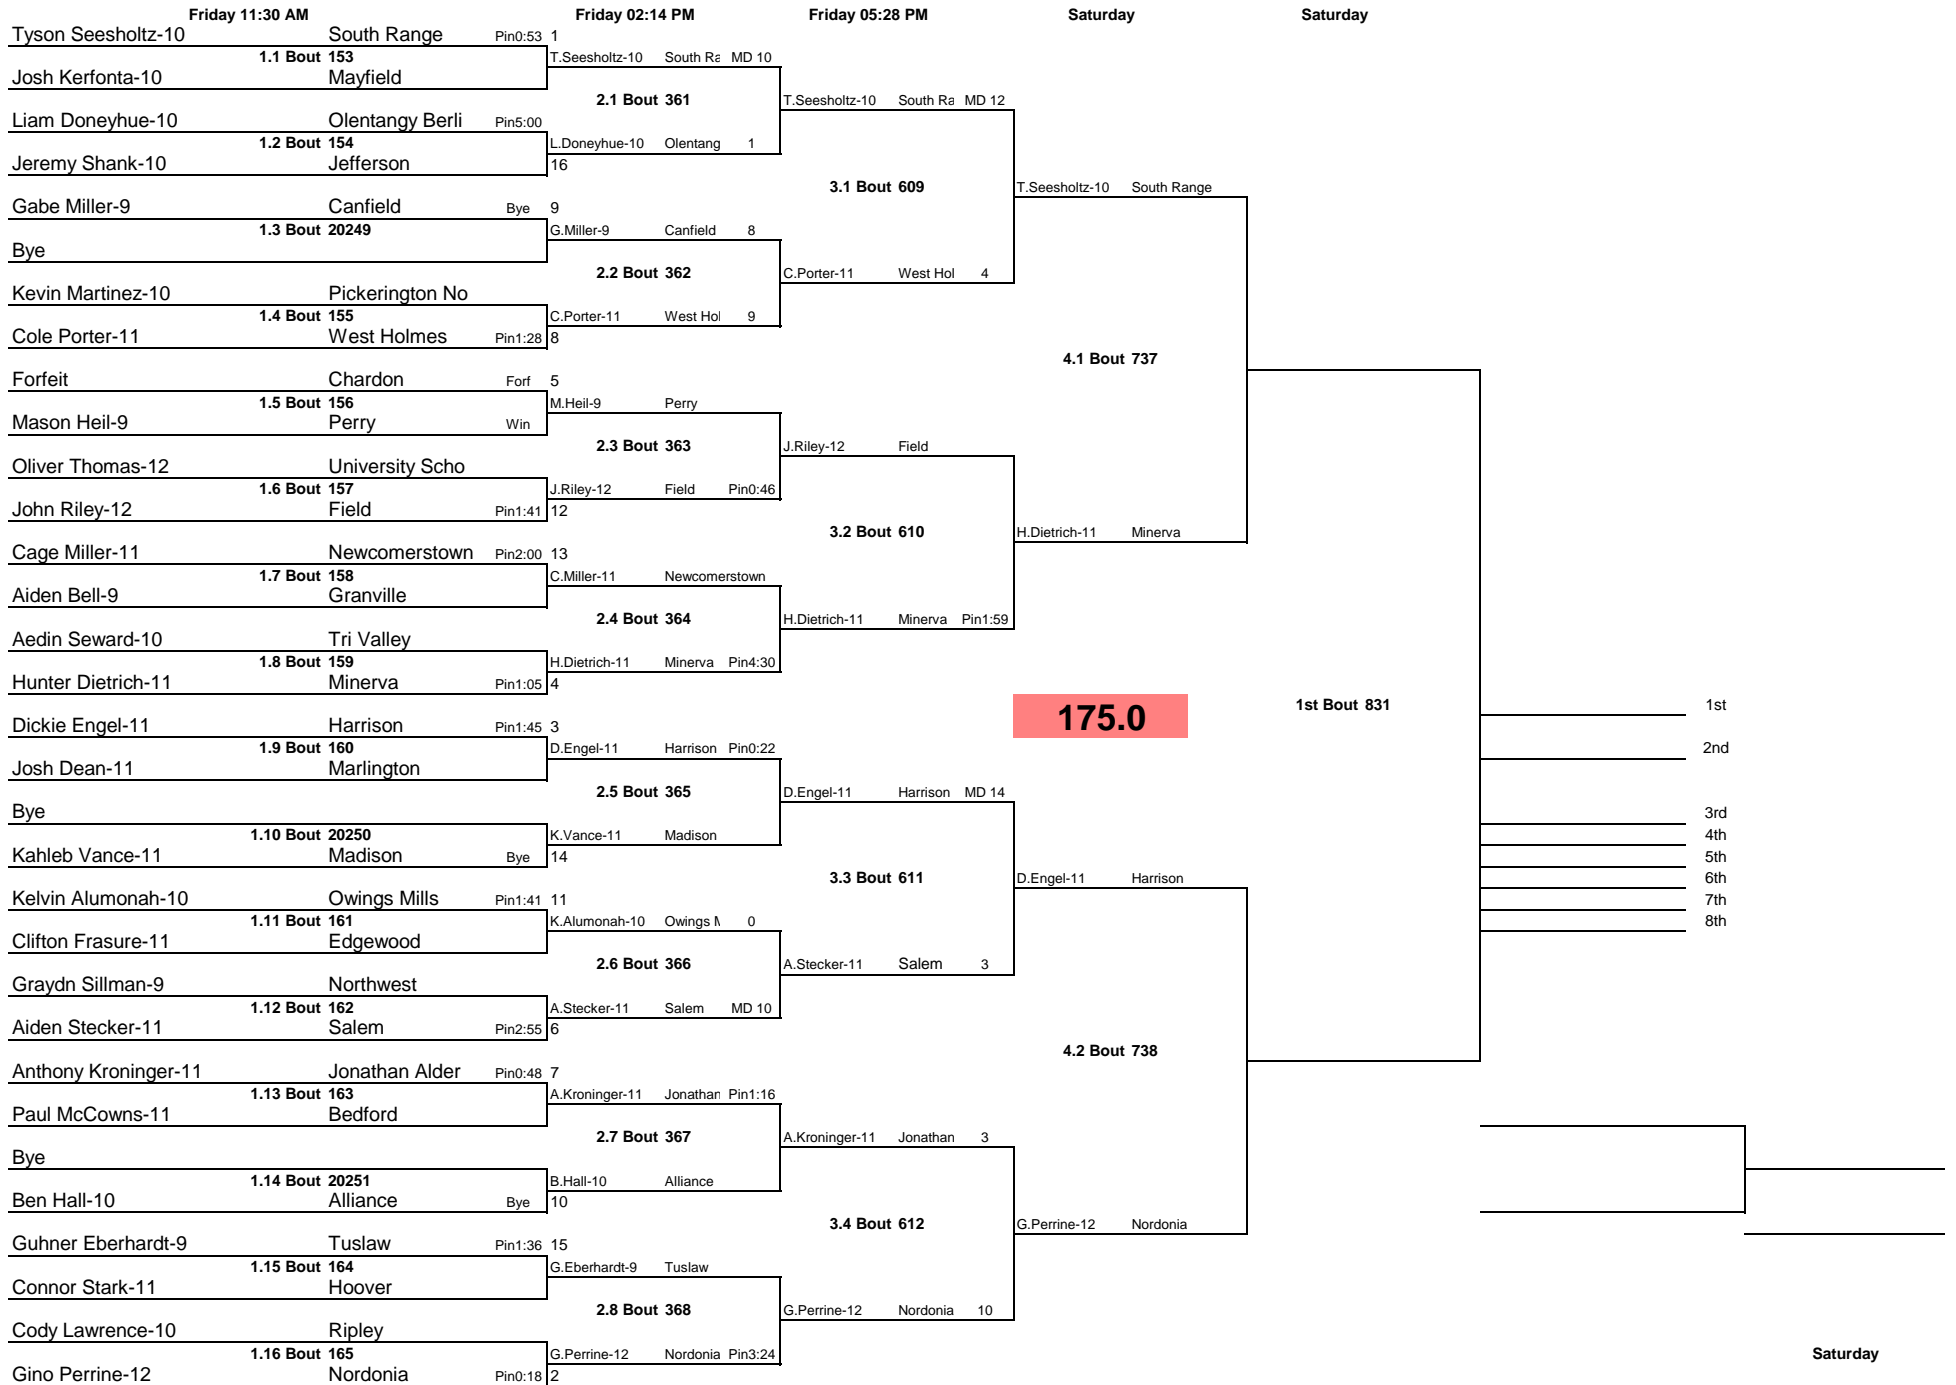 Friday 11:30 AM Friday 02:14 PM Friday 05:28 PM Saturday Saturday
Tyson Seesholtz-10 South Range Pin0:53 1
1.1 Bout 153 T.Seesholtz-10 South Ra MD 10
Josh Kerfonta-10 Mayfield
2.1 Bout 361 T.Seesholtz-10 South Ra MD 12
Liam Doneyhue-10 Olentangy Berli Pin5:00
1.2 Bout 154 L.Doneyhue-10 Olentang 1
Jeremy Shank-10 Jefferson 16
3.1 Bout 609 T.Seesholtz-10 South Range
Gabe Miller-9 Canfield Bye 9
1.3 Bout 20249 G.Miller-9 Canfield 8
Bye
2.2 Bout 362 C.Porter-11 West Hol 4
Kevin Martinez-10 Pickerington No
1.4 Bout 155 C.Porter-11 West Hol 9
Cole Porter-11 West Holmes Pin1:28 8
4.1 Bout 737
Forfeit Chardon Forf 5
1.5 Bout 156 M.Heil-9 Perry
Mason Heil-9 Perry Win
2.3 Bout 363 J.Riley-12 Field
Oliver Thomas-12 University Scho
1.6 Bout 157 J.Riley-12 Field Pin0:46
John Riley-12 Field Pin1:41 12
3.2 Bout 610 H.Dietrich-11 Minerva
Cage Miller-11 Newcomerstown Pin2:00 13
1.7 Bout 158 C.Miller-11 Newcomerstown
Aiden Bell-9 Granville
2.4 Bout 364 H.Dietrich-11 Minerva Pin1:59
Aedin Seward-10 Tri Valley
1.8 Bout 159 H.Dietrich-11 Minerva Pin4:30
Hunter Dietrich-11 Minerva Pin1:05 4
175.0 1st Bout 831 1st
Dickie Engel-11 Harrison Pin1:45 3
1.9 Bout 160 D.Engel-11 Harrison Pin0:22 2nd
Josh Dean-11 Marlington
2.5 Bout 365 D.Engel-11 Harrison MD 14
Bye 3rd
1.10 Bout 20250 K.Vance-11 Madison 4th
Kahleb Vance-11 Madison Bye 14 5th
3.3 Bout 611 D.Engel-11 Harrison 6th
Kelvin Alumonah-10 Owings Mills Pin1:41 11 7th
1.11 Bout 161 K.Alumonah-10 Owings 0 8th
Clifton Frasure-11 Edgewood
2.6 Bout 366 A.Stecker-11 Salem 3
Graydn Sillman-9 Northwest
1.12 Bout 162 A.Stecker-11 Salem MD 10
Aiden Stecker-11 Salem Pin2:55 6
4.2 Bout 738
Anthony Kroninger-11 Jonathan Alder Pin0:48 7
1.13 Bout 163 A.Kroninger-11 Jonathan Pin1:16
Paul McCowns-11 Bedford
2.7 Bout 367 A.Kroninger-11 Jonathan 3
Bye
1.14 Bout 20251 B.Hall-10 Alliance
Ben Hall-10 Alliance Bye 10
3.4 Bout 612 G.Perrine-12 Nordonia
Guhner Eberhardt-9 Tuslaw Pin1:36 15
1.15 Bout 164 G.Eberhardt-9 Tuslaw
Connor Stark-11 Hoover
2.8 Bout 368 G.Perrine-12 Nordonia 10
Cody Lawrence-10 Ripley
1.16 Bout 165 G.Perrine-12 Nordonia Pin3:24 Saturday
Gino Perrine-12 Nordonia Pin0:18 2